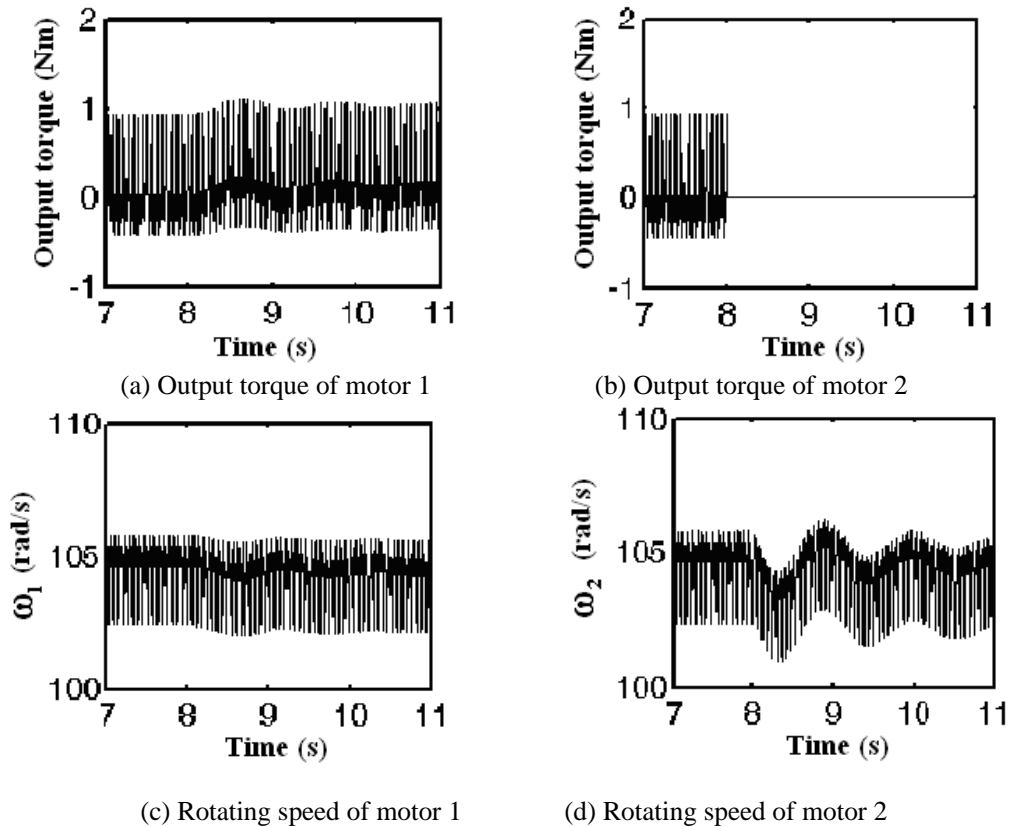 2
1
0
-1
7
8
9
10
11
Output torque (Nm)
Time (s)
(a) Output torque of motor 1
2
1
0
-1
7
8
9
10
11
Output torque (Nm)
Time (s)
(b) Output torque of motor 2
110
105
100
7
8
9
10
11
ω1 (rad/s)
Time (s)
(c) Rotating speed of motor 1
110
105
100
7
8
9
10
11
ω2 (rad/s)
Time (s)
(d) Rotating speed of motor 2